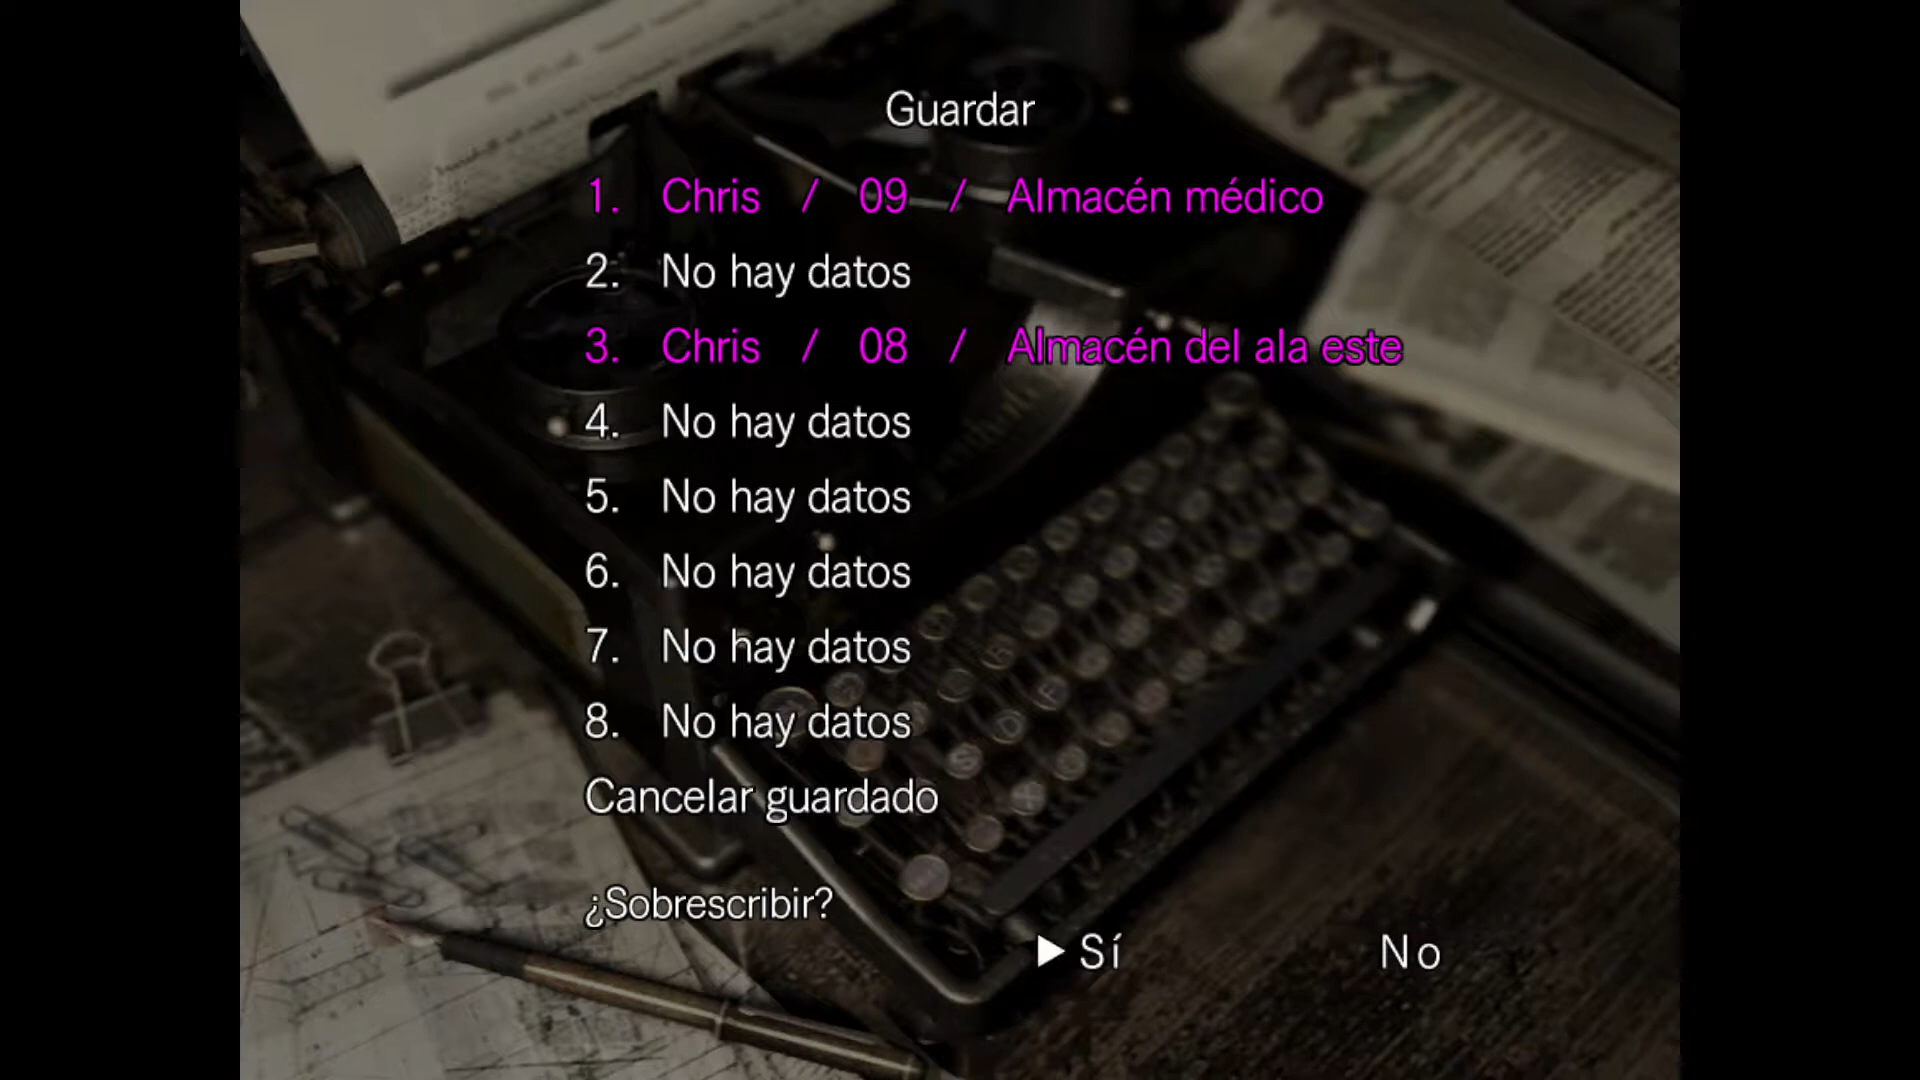 Guardar
1. Chris / 09 / Almacén médico
2. No hay datos
3. Chris / 08 / Almacén del ala este
4. No hay datos
5. No hay datos
6. No hay datos
7. No hay datos
8. No hay datos
Cancelar guardado
¿Sobrescribir?
▶ Sí No